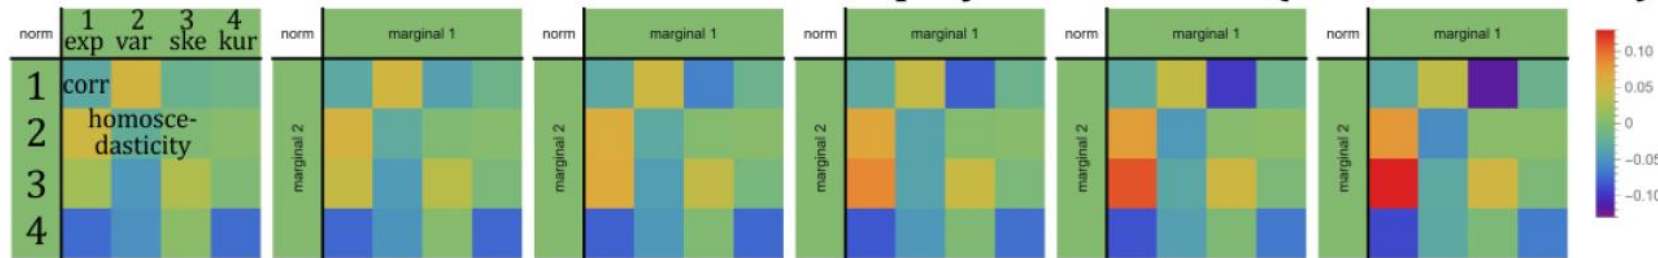 norm
1 2 3 4
exp var ske kur
1 corr
2 homosce-
dasticity
3
4
norm
marginal 1
marginal 2
norm
marginal 1
marginal 2
norm
marginal 1
marginal 2
norm
marginal 1
marginal 2
norm
marginal 1
marginal 2
0.10
0.05
0
-0.05
-0.10